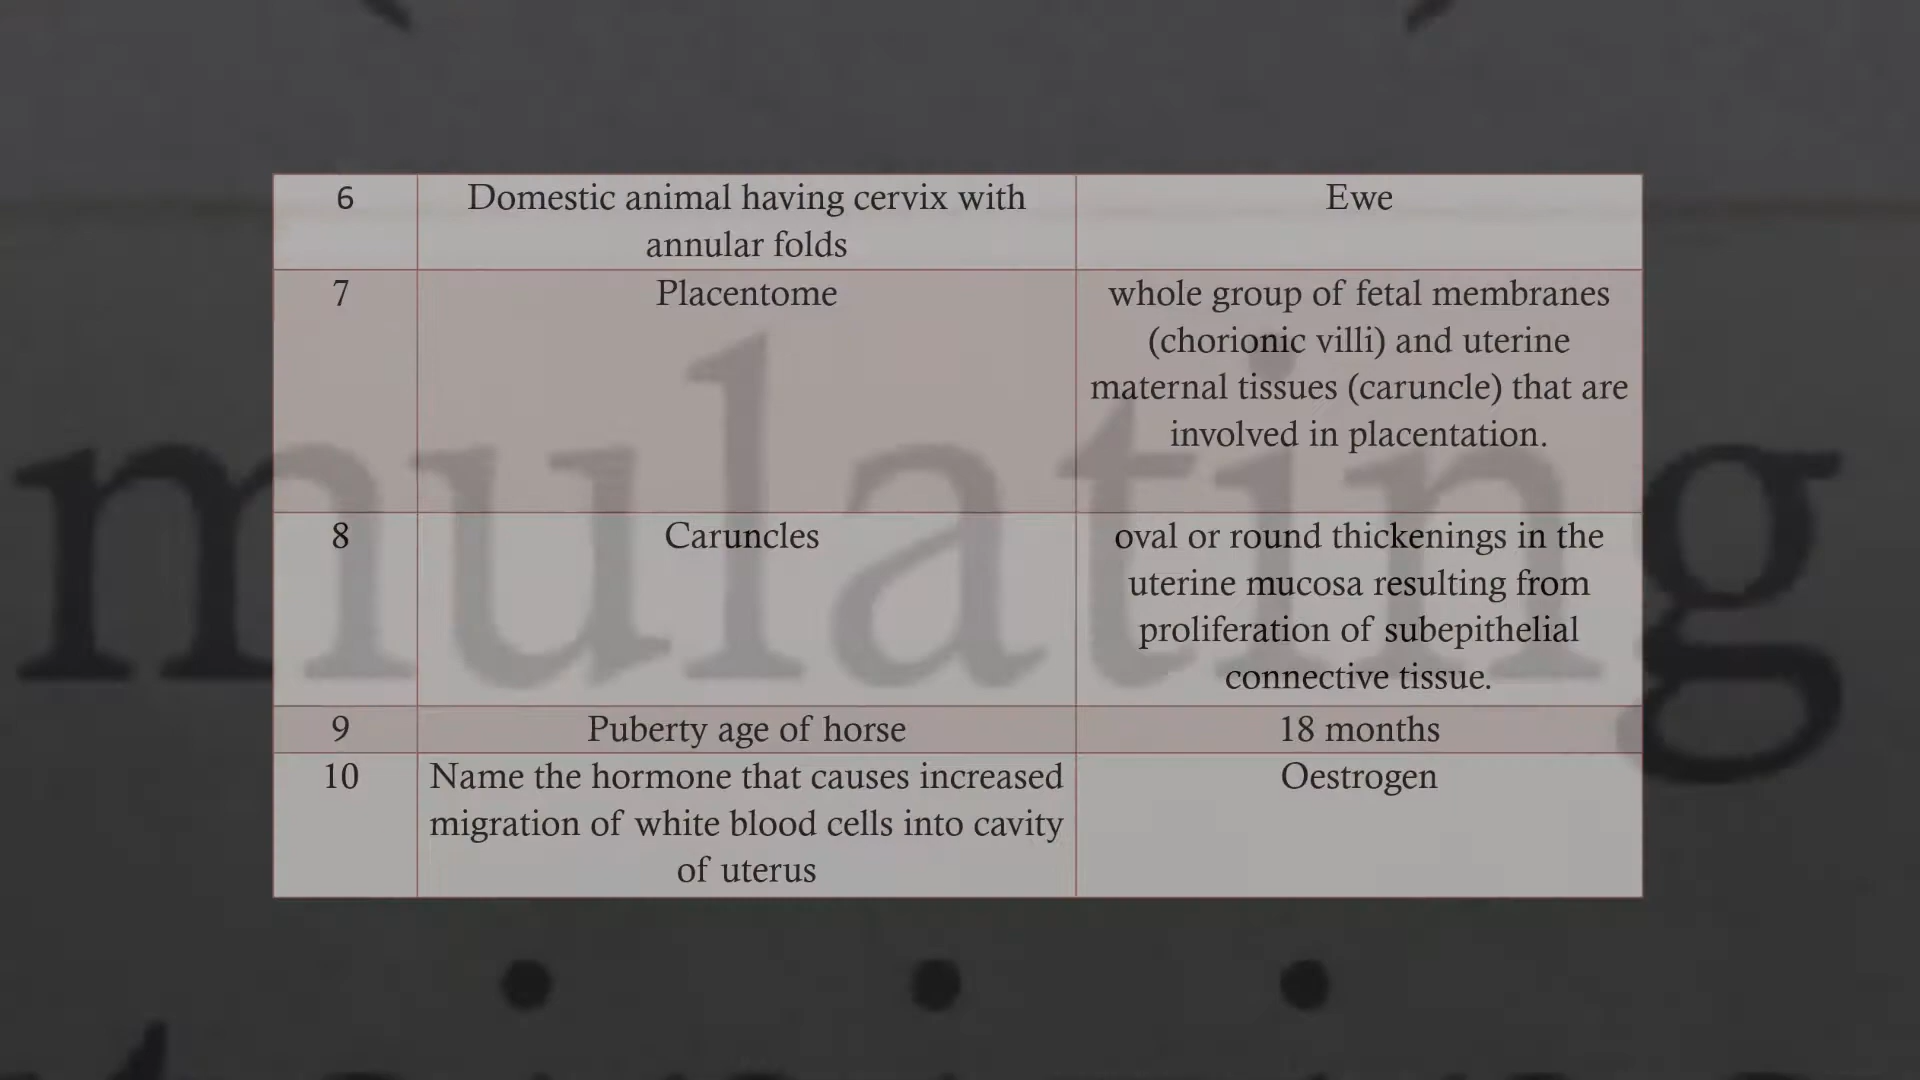 6 Domestic animal having cervix with Ewe
annular folds
7 Placentome whole group of fetal membranes
(chorionic villi) and uterine
maternal tissues (caruncle) that are
involved in placentation.
mulating
8 Caruncles oval or round thickenings in the
uterine mucosa resulting from
proliferation of subepithelial
connective tissue.
9 Puberty age of horse 18 months
10 Name the hormone that causes increased Oestrogen
migration of white blood cells into cavity
of uterus